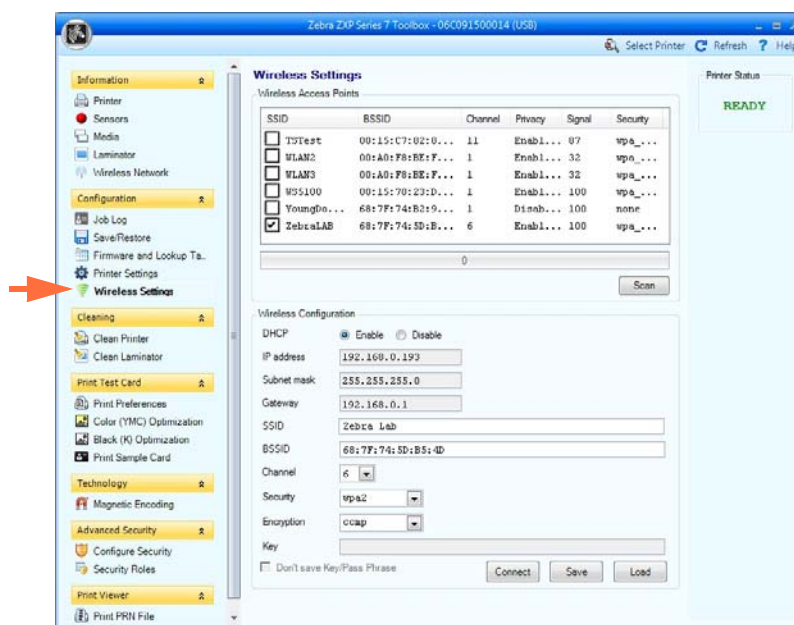 Zebra ZXP Series 7 Toolbox - 06C091500014 (USB)
Select Printer Refresh ? Help
Information
Printer
Sensors
Media
Laminator
Wireless Network
Configuration
Job Log
Save/Restore
Firmware and Lookup Ta..
Printer Settings
Wireless Settings
Cleaning
Clean Printer
Clean Laminator
Print Test Card
Print Preferences
Color (YMC) Optimization
Black (K) Optimization
Print Sample Card
Technology
Magnetic Encoding
Advanced Security
Configure Security
Security Roles
Print Viewer
Print PRN File
Wireless Settings
Wireless Access Points
SSID BSSID Channel Privacy Signal Security
TSTest 00:15:C7:82:8... 11 Enabl... 87 wpa_...
WLAN2 00:A0:F8:BE:F... 1 Enabl... 32 wpa_...
WLAN3 00:A0:F8:BE:F... 1 Enabl... 32 wpa_...
WSS100 00:15:70:23:D... 1 Enabl... 100 wpa_...
YoungDo... 68:7F:74:B2:9... 1 Disab... 100 none
ZebraLAB 68:7F:74:5D:B... 6 Enabl... 100 wpa_...
0
Scan
Wireless Configuration
DHCP Enable Disable
IP address 192.168.0.193
Subnet mask 255.255.255.0
Gateway 192.168.0.1
SSID Zebra Lab
BSSID 68:7F:74:5D:B5:4D
Channel 6
Security wpa2
Encryption ccmp
Key
Don't save Key/Pass Phrase
Connect Save Load
Printer Status
READY